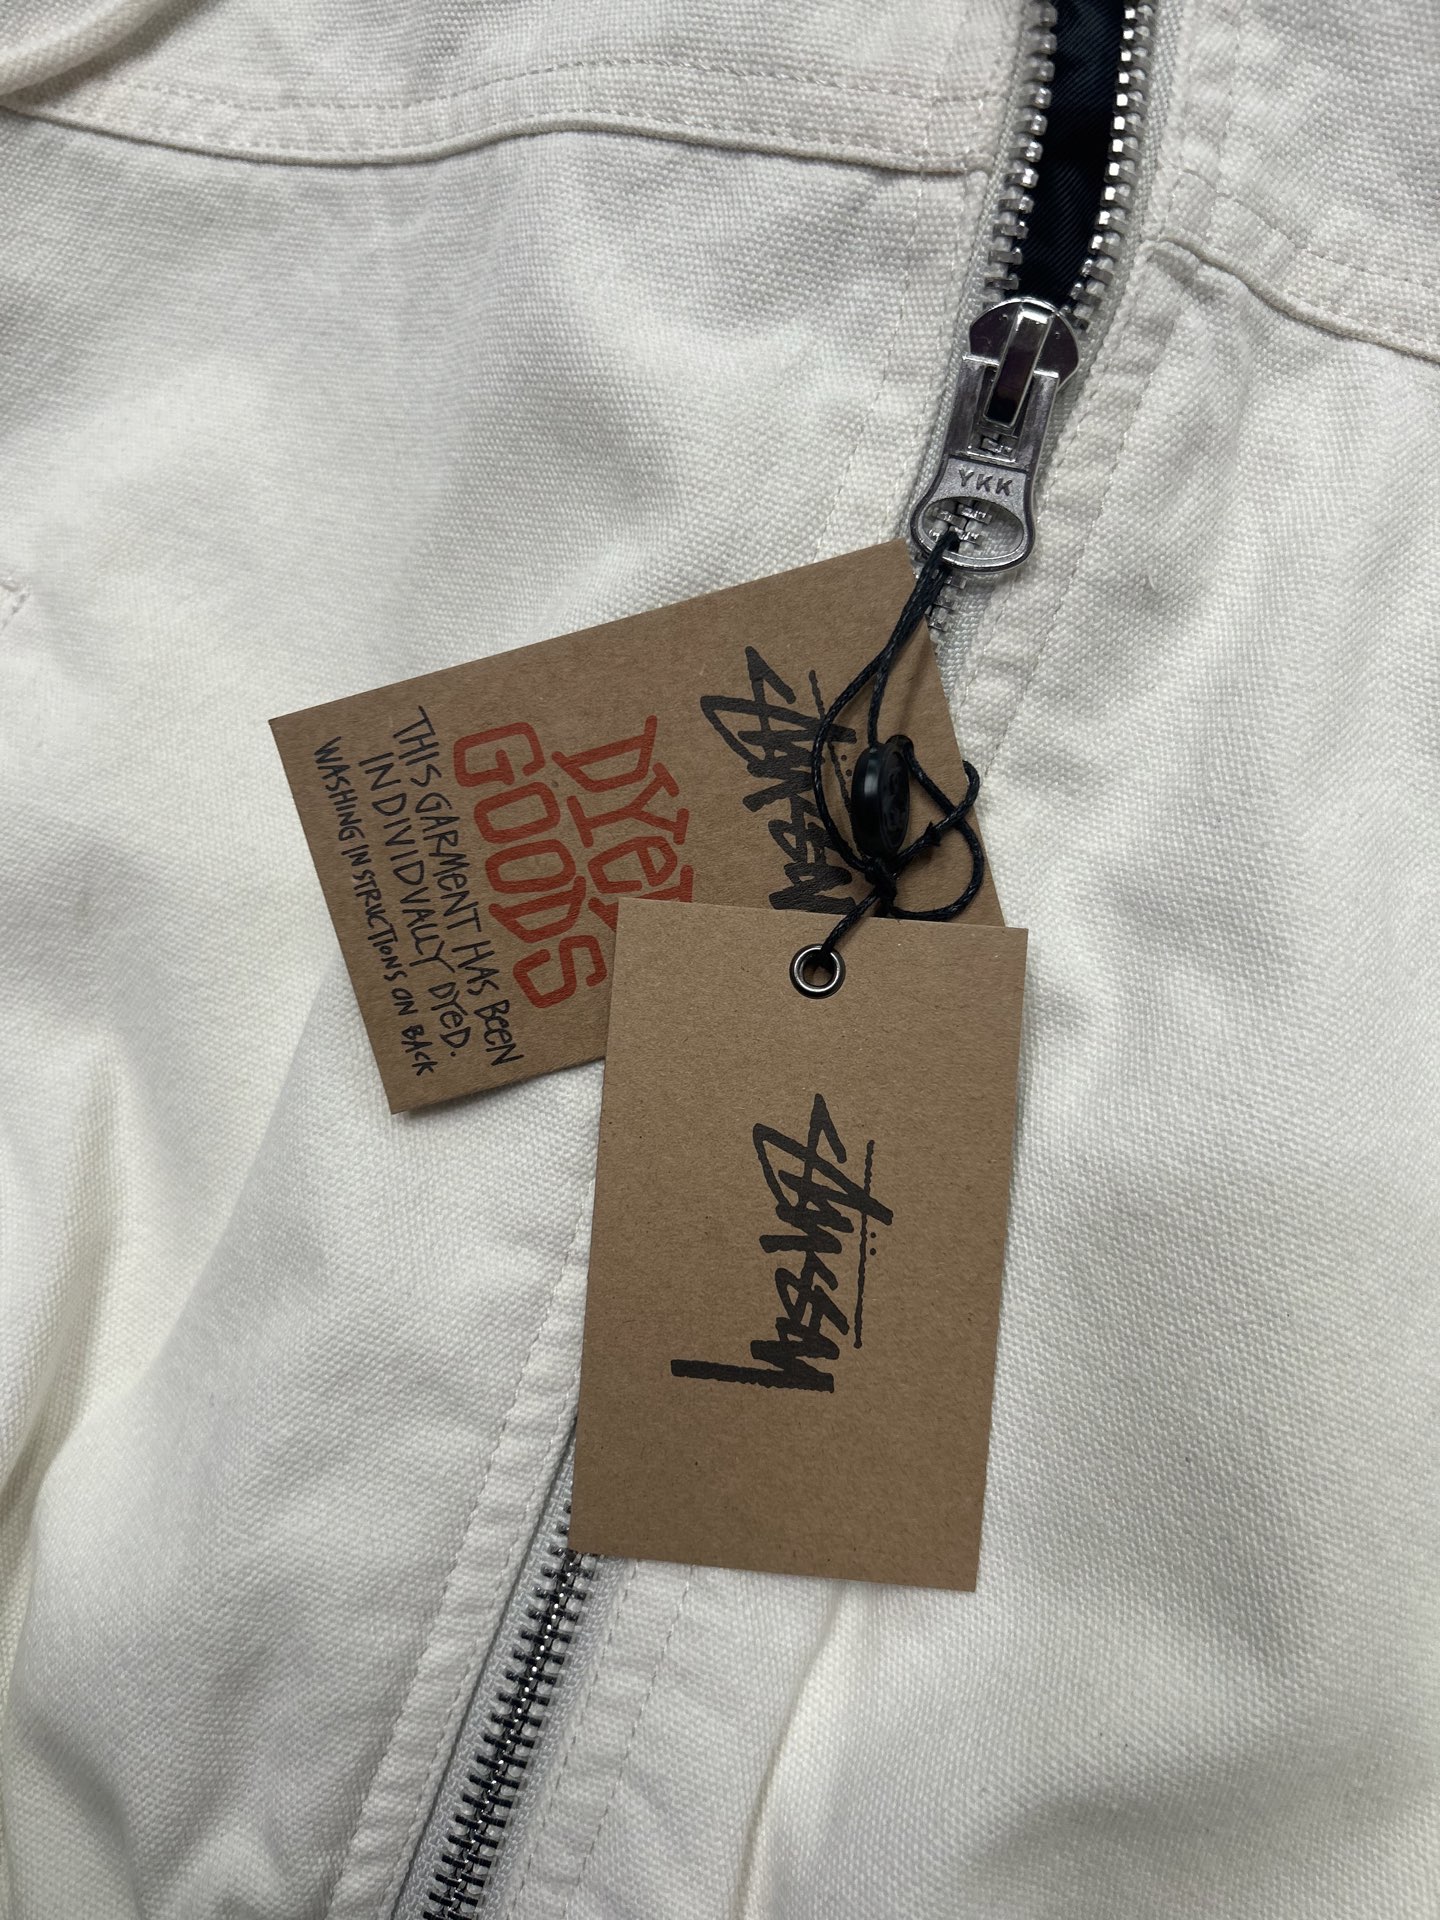 YKK
Stüssy
DYED
GOODS
THIS GARMENT HAS BEEN
INDIVIDUALLY DYED.
WASHING INSTRUCTIONS ON BACK
Stüssy